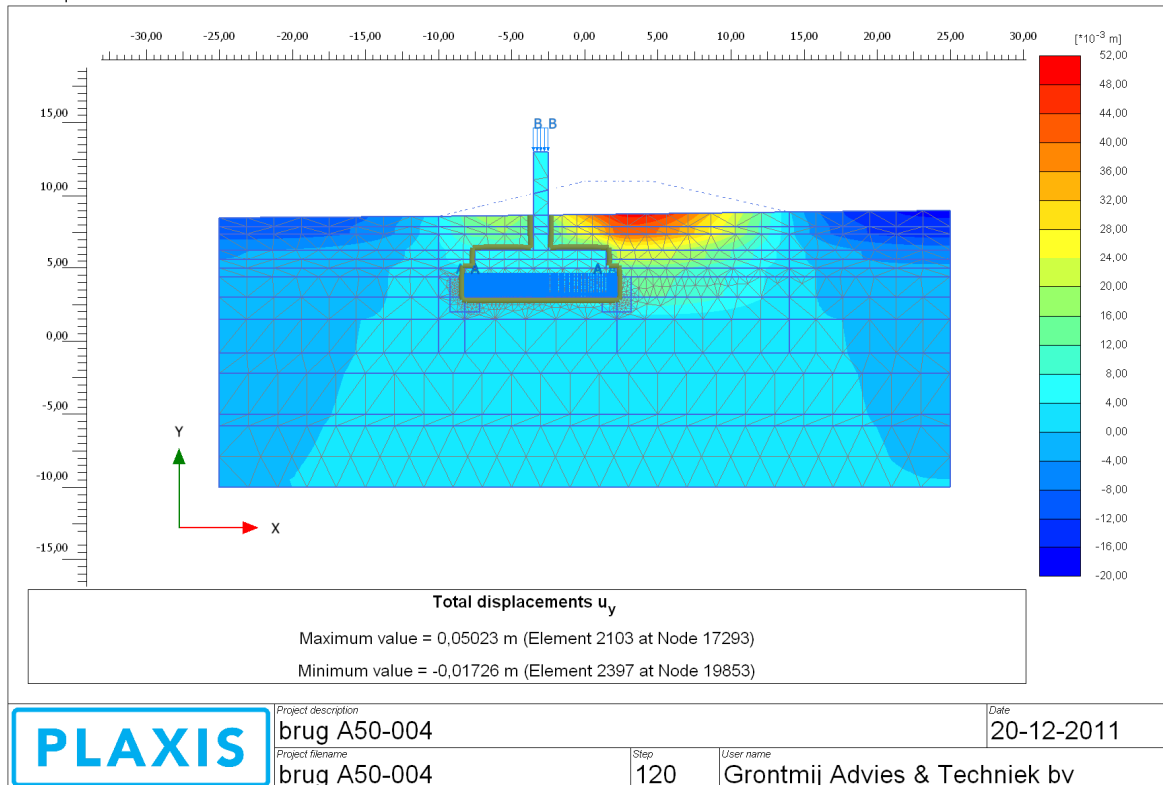 -30,00 -25,00 -20,00 -15,00 -10,00 -5,00 0,00 5,00 10,00 15,00 20,00 25,00 30,00
[*10⁻³ m]
15,00
10,00
5,00
0,00
-5,00
-10,00
-15,00
B B
A A
A
Y
X
52,00
48,00
44,00
40,00
36,00
32,00
28,00
24,00
20,00
16,00
12,00
8,00
4,00
0,00
-4,00
-8,00
-12,00
-16,00
-20,00
Total displacements uy
Maximum value = 0,05023 m (Element 2103 at Node 17293)
Minimum value = -0,01726 m (Element 2397 at Node 19853)
PLAXIS
Project description
brug A50-004
Date
20-12-2011
Project filename
brug A50-004
Step
120
User name
Grontmij Advies & Techniek bv